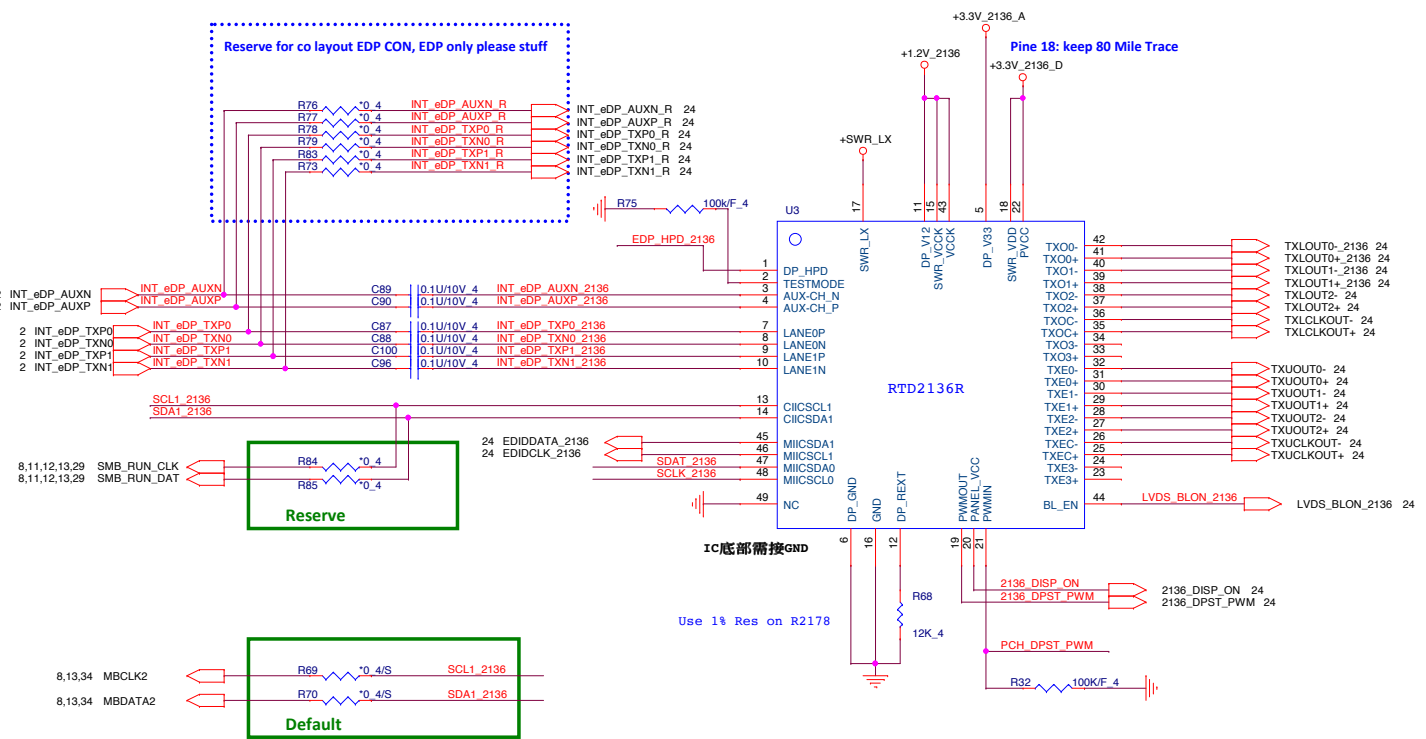 Reserve for co layout EDP CON, EDP only please stuff
R76 *0_4 INT_eDP_AUXN_R INT_eDP_AUXN_R 24
R77 *0_4 INT_eDP_AUXP_R INT_eDP_AUXP_R 24
R78 *0_4 INT_eDP_TXP0_R INT_eDP_TXP0_R 24
R79 *0_4 INT_eDP_TXN0_R INT_eDP_TXN0_R 24
R83 *0_4 INT_eDP_TXP1_R INT_eDP_TXP1_R 24
R73 *0_4 INT_eDP_TXN1_R INT_eDP_TXN1_R 24
+3.3V_2136_A
Pine 18: keep 80 Mile Trace
+1.2V_2136
+3.3V_2136_D
+SWR_LX
R75 100k/F_4
U3
17 11 15 43 5 18 22
SWR_LX DP_V12 SWR_VCCK VCCK DP_V33 SWR_VDD PVCC
EDP_HPD_2136
1 DP_HPD
2 TESTMODE
2 INT_eDP_AUXN INT_eDP_AUXN C89 0.1U/10V_4 INT_eDP_AUXN_2136 3 AUX-CH_N
2 INT_eDP_AUXP INT_eDP_AUXP C90 0.1U/10V_4 INT_eDP_AUXP_2136 4 AUX-CH_P
2 INT_eDP_TXP0 INT_eDP_TXP0 C87 0.1U/10V_4 INT_eDP_TXP0_2136 7 LANE0P
2 INT_eDP_TXN0 INT_eDP_TXN0 C88 0.1U/10V_4 INT_eDP_TXN0_2136 8 LANE0N
2 INT_eDP_TXP1 INT_eDP_TXP1 C100 0.1U/10V_4 INT_eDP_TXP1_2136 9 LANE1P
2 INT_eDP_TXN1 INT_eDP_TXN1 C96 0.1U/10V_4 INT_eDP_TXN1_2136 10 LANE1N
RTD2136R
SCL1_2136 13 CIICSCL1
SDA1_2136 14 CIICSDA1
24 EDIDDATA_2136 45 MIICSDA1
24 EDIDCLK_2136 46 MIICSCL1
SDAT_2136 47 MIICSDA0
SCLK_2136 48 MIICSCL0
49 NC
TXO0- 42 TXLOUT0-_2136 24
TXO0+ 41 TXLOUT0+_2136 24
TXO1- 40 TXLOUT1-_2136 24
TXO1+ 39 TXLOUT1+_2136 24
TXO2- 38 TXLOUT2- 24
TXO2+ 37 TXLOUT2+ 24
TXOC- 36 TXLCLKOUT- 24
TXOC+ 35 TXLCLKOUT+ 24
TXO3- 34
TXO3+ 33
TXE0- 32 TXUOUT0- 24
TXE0+ 31 TXUOUT0+ 24
TXE1- 30 TXUOUT1- 24
TXE1+ 29 TXUOUT1+ 24
TXE2- 28 TXUOUT2- 24
TXE2+ 27 TXUOUT2+ 24
TXEC- 26 TXUCLKOUT- 24
TXEC+ 25 TXUCLKOUT+ 24
TXE3- 24
TXE3+ 23
BL_EN 44 LVDS_BLON_2136 LVDS_BLON_2136 24
8,11,12,13,29 SMB_RUN_CLK R84 *0_4
8,11,12,13,29 SMB_RUN_DAT R85 *0_4
Reserve
DP_GND GND DP_REXT PWMOUT PANEL_VCC PWMIN
6 16 12 19 20 21
IC底部需接GND
2136_DISP_ON 2136_DISP_ON 24
2136_DPST_PWM 2136_DPST_PWM 24
R68
12K_4
Use 1% Res on R2178
PCH_DPST_PWM
R32 100K/F_4
8,13,34 MBCLK2 R69 *0_4/S SCL1_2136
8,13,34 MBDATA2 R70 *0_4/S SDA1_2136
Default